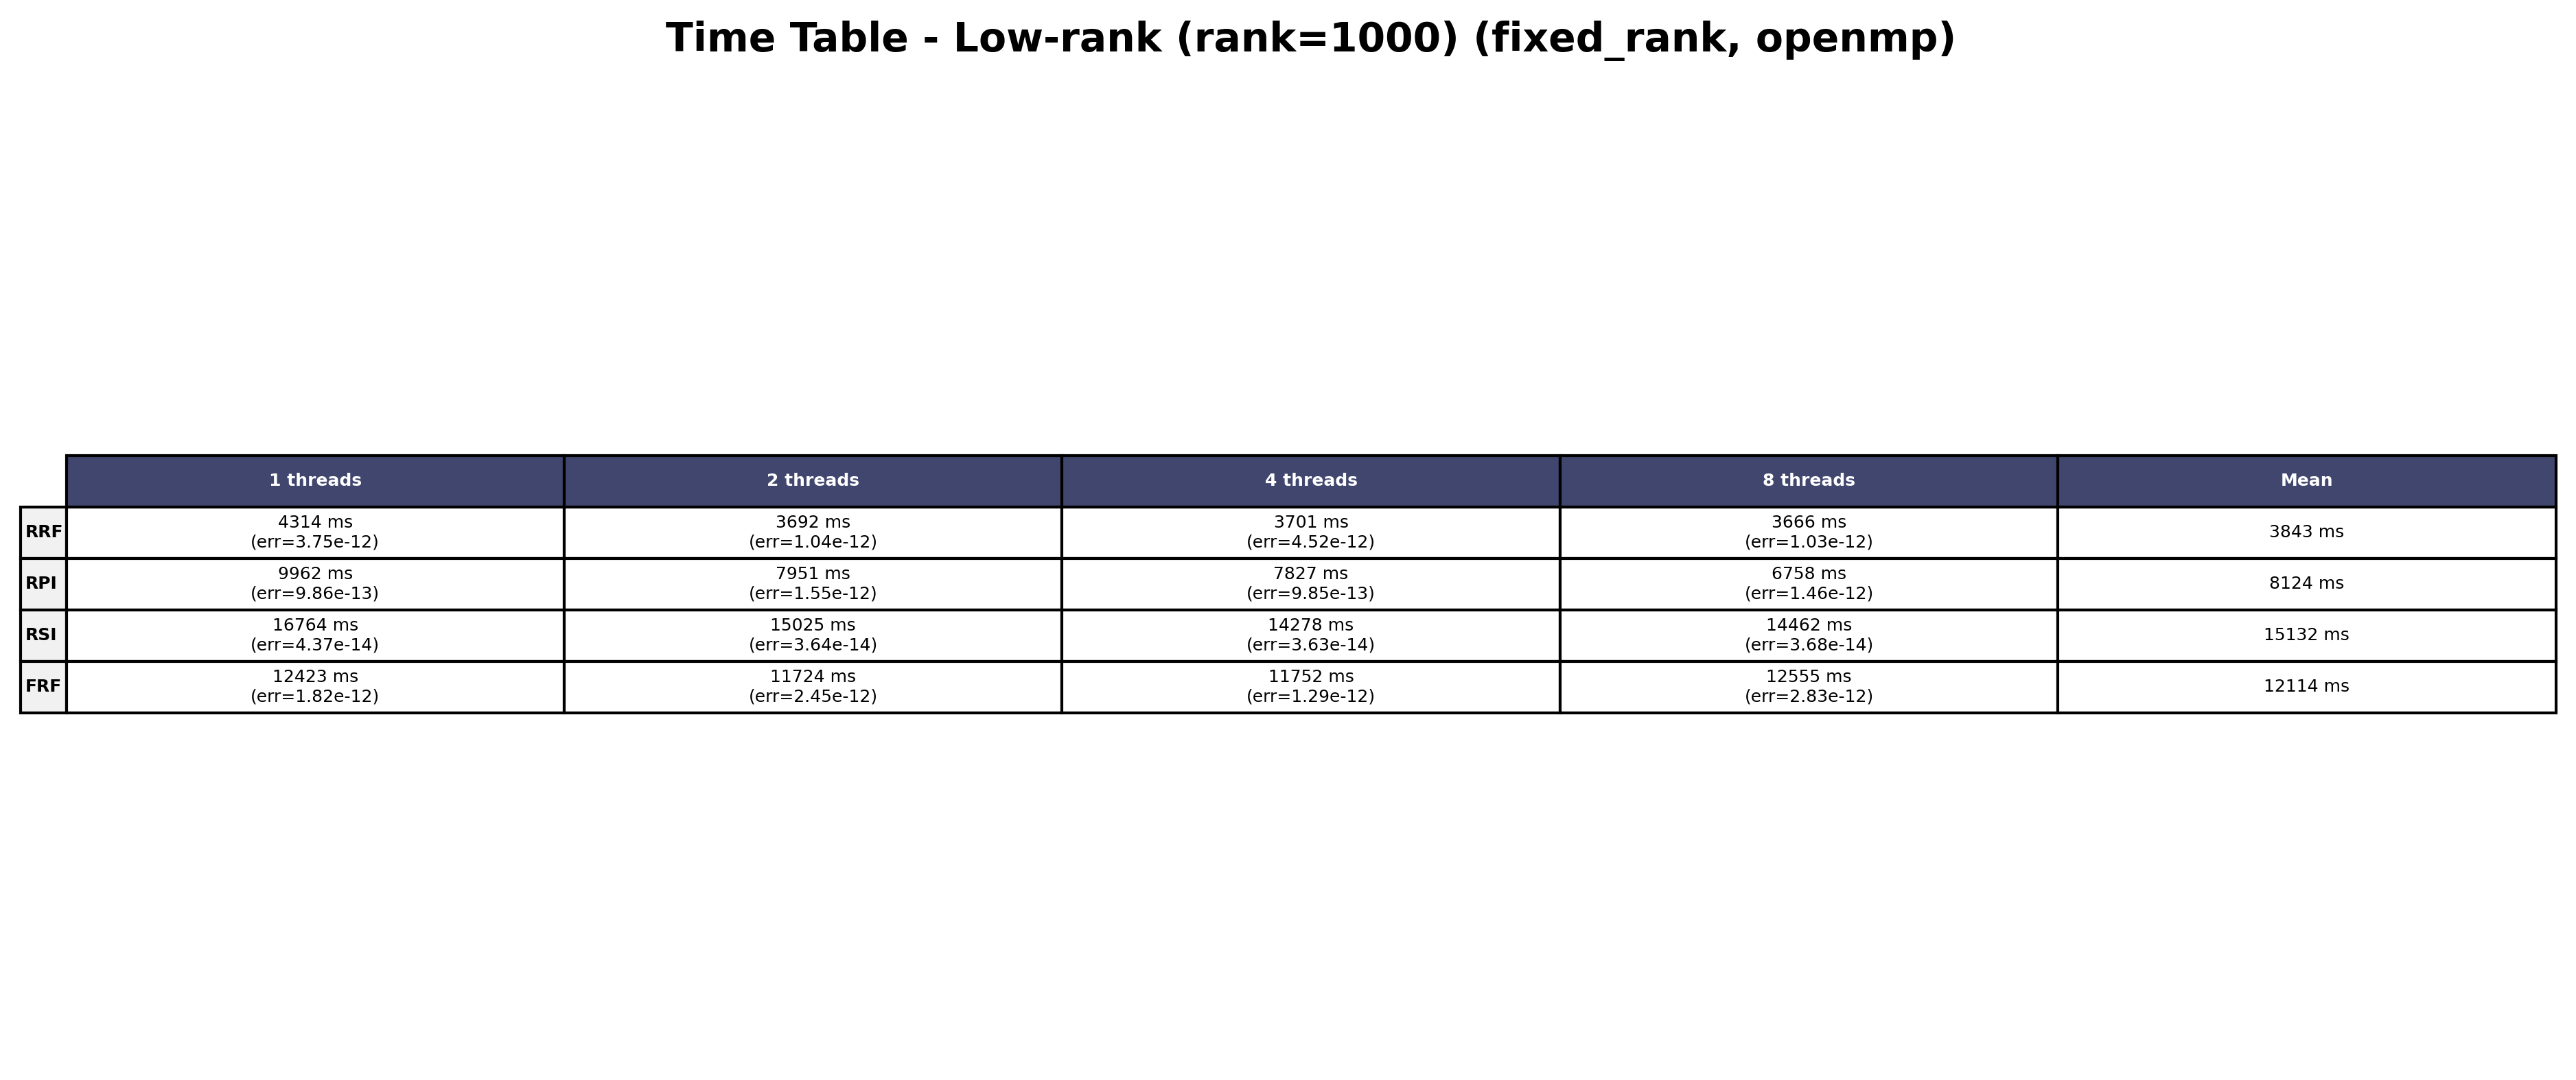 Time Table - Low-rank (rank=1000) (fixed_rank, openmp)
1 threads 2 threads 4 threads 8 threads Mean
RRF 4314 ms (err=3.75e-12) 3692 ms (err=1.04e-12) 3701 ms (err=4.52e-12) 3666 ms (err=1.03e-12) 3843 ms
RPI 9962 ms (err=9.86e-13) 7951 ms (err=1.55e-12) 7827 ms (err=9.85e-13) 6758 ms (err=1.46e-12) 8124 ms
RSI 16764 ms (err=4.37e-14) 15025 ms (err=3.64e-14) 14278 ms (err=3.63e-14) 14462 ms (err=3.68e-14) 15132 ms
FRF 12423 ms (err=1.82e-12) 11724 ms (err=2.45e-12) 11752 ms (err=1.29e-12) 12555 ms (err=2.83e-12) 12114 ms